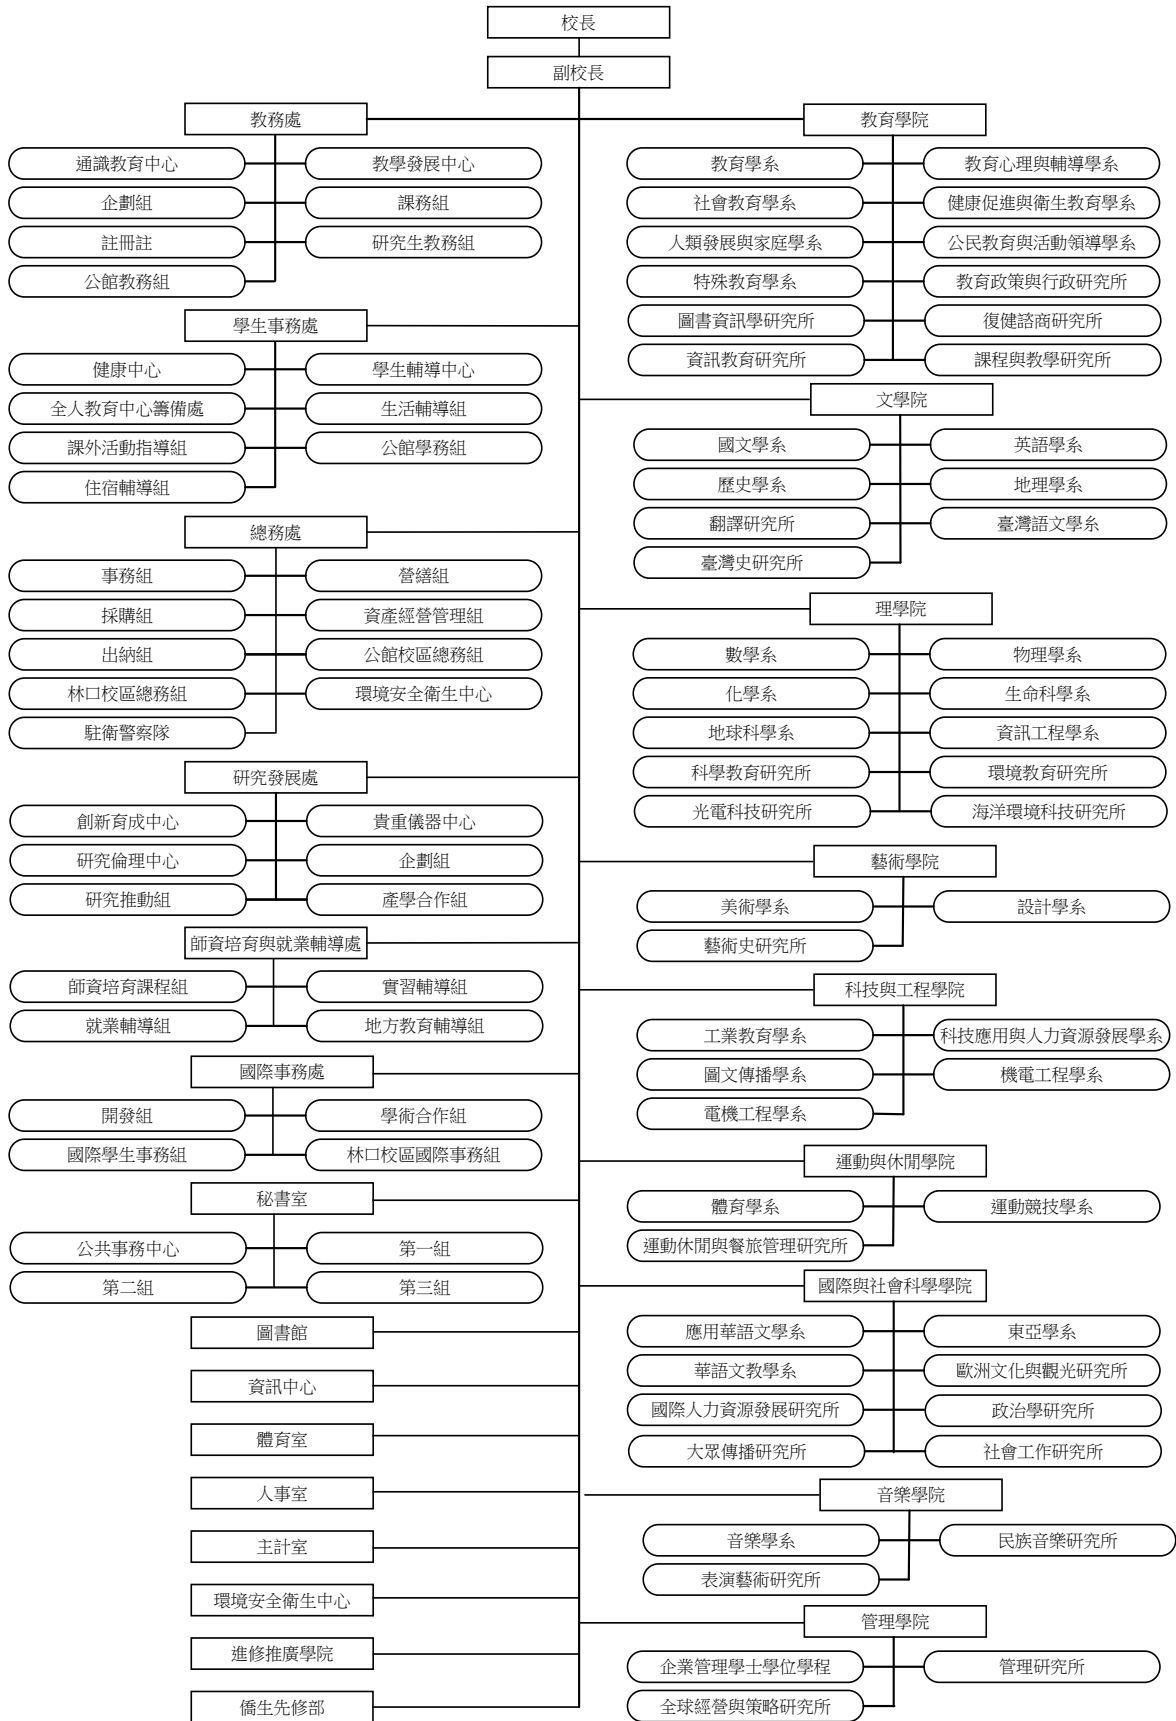 校長
副校長
教務處
通識教育中心
教學發展中心
企劃組
課務組
註冊註
研究生教務組
公館教務組
學生事務處
健康中心
學生輔導中心
全人教育中心籌備處
生活輔導組
課外活動指導組
公館學務組
住宿輔導組
總務處
事務組
營繕組
採購組
資產經營管理組
出納組
公館校區總務組
林口校區總務組
環境安全衛生中心
駐衛警察隊
研究發展處
創新育成中心
貴重儀器中心
研究倫理中心
企劃組
研究推動組
產學合作組
師資培育與就業輔導處
師資培育課程組
實習輔導組
就業輔導組
地方教育輔導組
國際事務處
開發組
學術合作組
國際學生事務組
林口校區國際事務組
秘書室
公共事務中心
第一組
第二組
第三組
圖書館
資訊中心
體育室
人事室
主計室
環境安全衛生中心
進修推廣學院
僑生先修部
教育學院
教育學系
教育心理與輔導學系
社會教育學系
健康促進與衛生教育學系
人類發展與家庭學系
公民教育與活動領導學系
特殊教育學系
教育政策與行政研究所
圖書資訊學研究所
復健諮商研究所
資訊教育研究所
課程與教學研究所
文學院
國文學系
英語學系
歷史學系
地理學系
翻譯研究所
臺灣語文學系
臺灣史研究所
理學院
數學系
物理學系
化學系
生命科學系
地球科學系
資訊工程學系
科學教育研究所
環境教育研究所
光電科技研究所
海洋環境科技研究所
藝術學院
美術學系
設計學系
藝術史研究所
科技與工程學院
工業教育學系
科技應用與人力資源發展學系
圖文傳播學系
機電工程學系
電機工程學系
運動與休閒學院
體育學系
運動競技學系
運動休閒與餐旅管理研究所
國際與社會科學學院
應用華語文學系
東亞學系
華語文教學系
歐洲文化與觀光研究所
國際人力資源發展研究所
政治學研究所
大眾傳播研究所
社會工作研究所
音樂學院
音樂學系
民族音樂研究所
表演藝術研究所
管理學院
企業管理學士學位學程
管理研究所
全球經營與策略研究所